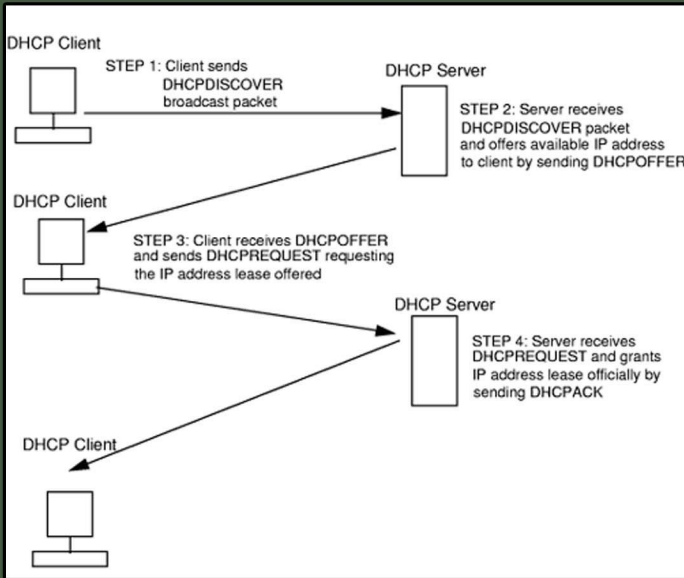 DHCP Client
STEP 1: Client sends
DHCPDISCOVER
broadcast packet
DHCP Server
STEP 2: Server receives
DHCPDISCOVER packet
and offers available IP address
to client by sending DHCPOFFER
DHCP Client
STEP 3: Client receives DHCPOFFER
and sends DHCPREQUEST requesting
the IP address lease offered
DHCP Server
STEP 4: Server receives
DHCPREQUEST and grants
IP address lease officially by
sending DHCPACK
DHCP Client